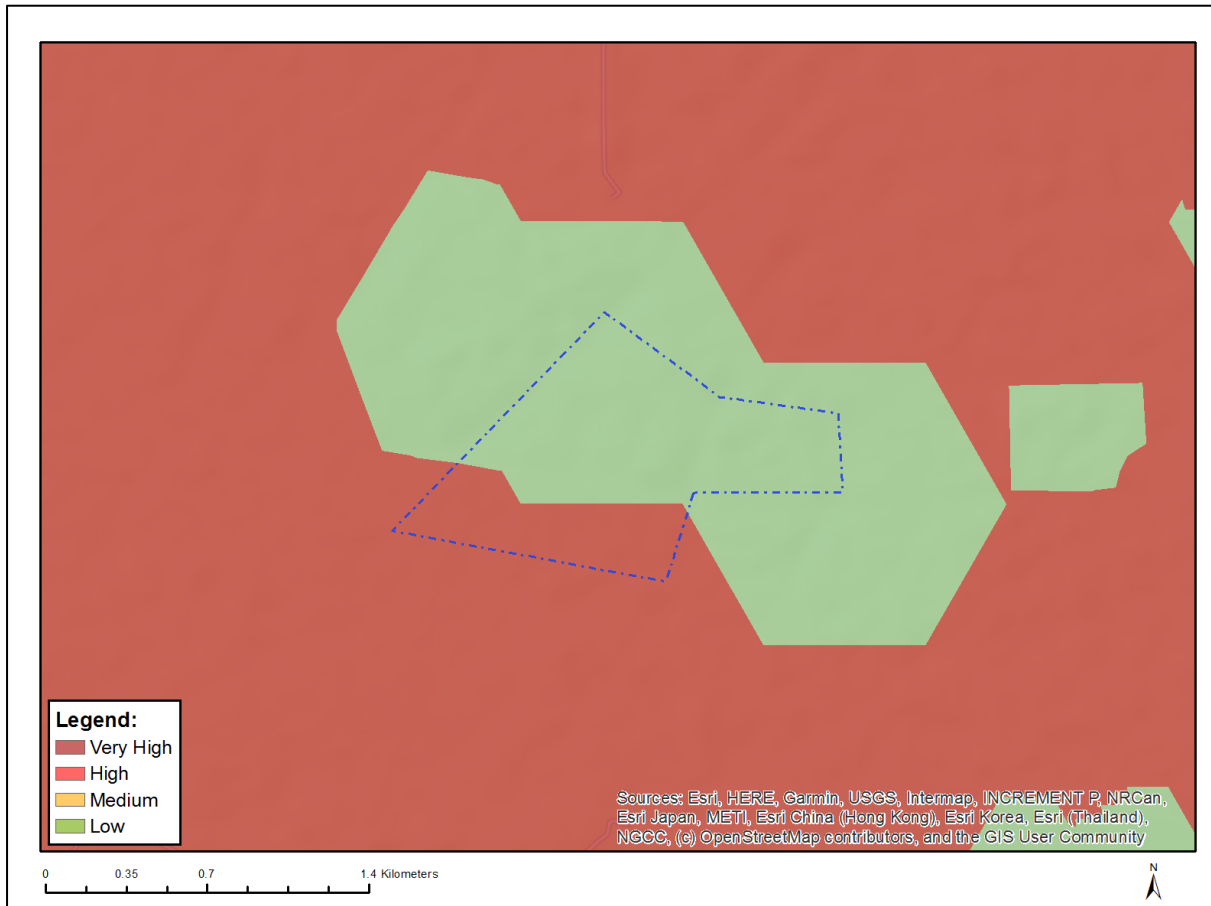 Legend:
Very High
High
Medium
Low
Sources: Esri, HERE, Garmin, USGS, Intermap, INCREMENT P, NRCan,
Esri Japan, METI, Esri China (Hong Kong), Esri Korea, Esri (Thailand),
NGCC, (c) OpenStreetMap contributors, and the GIS User Community
0 0.35 0.7 1.4 Kilometers
N